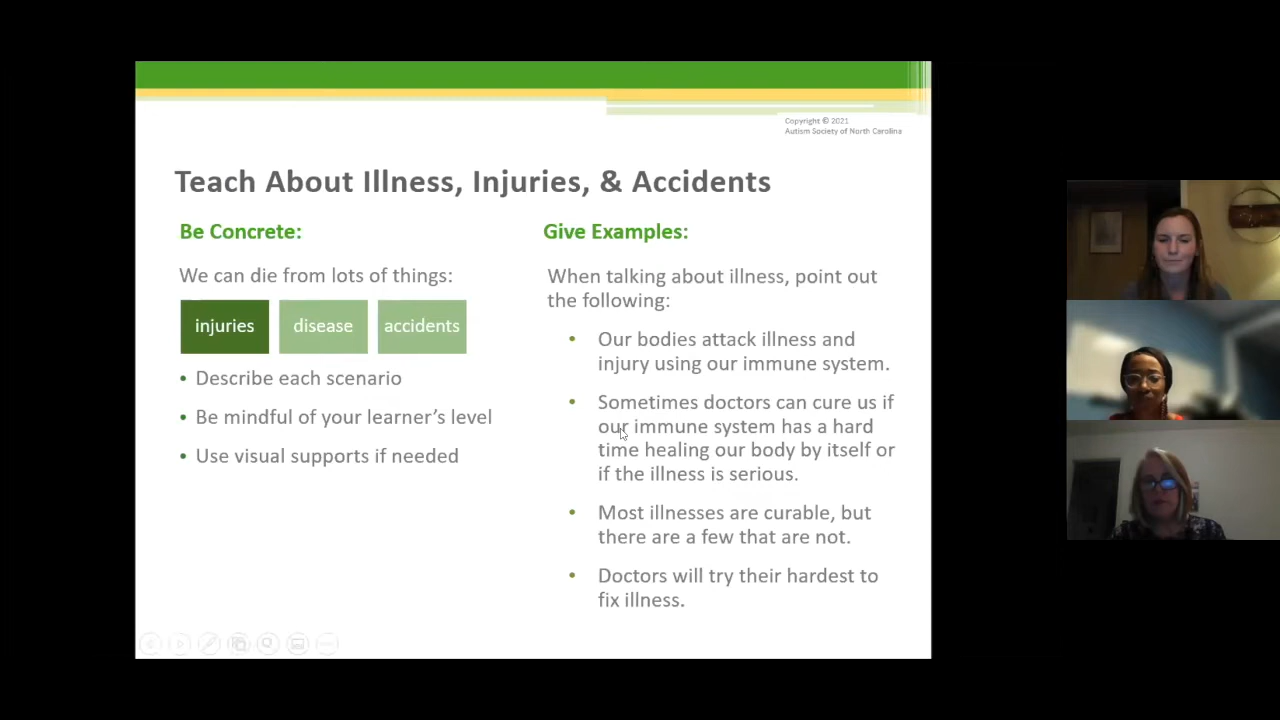 Copyright © 2021
Autism Society of North Carolina
Teach About Illness, Injuries, & Accidents
Be Concrete:
We can die from lots of things:
injuries
disease
accidents
• Describe each scenario
• Be mindful of your learner’s level
• Use visual supports if needed
Give Examples:
When talking about illness, point out
the following:
• Our bodies attack illness and
injury using our immune system.
• Sometimes doctors can cure us if
our immune system has a hard
time healing our body by itself or
if the illness is serious.
• Most illnesses are curable, but
there are a few that are not.
• Doctors will try their hardest to
fix illness.